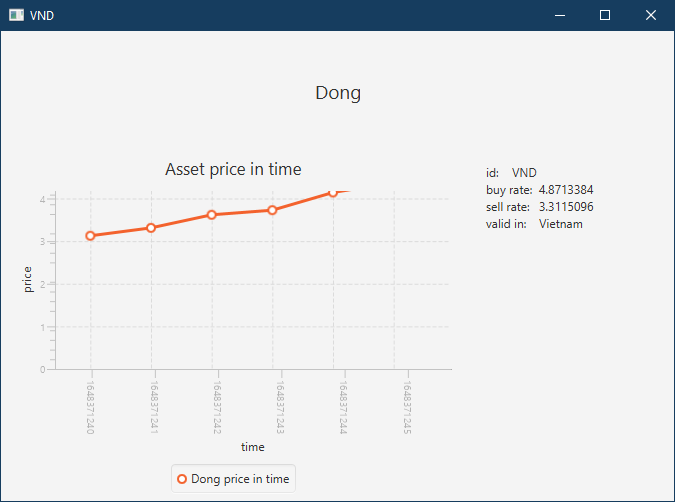 VND
Dong
Asset price in time
id: VND
buy rate: 4.8713384
sell rate: 3.3115096
valid in: Vietnam
price
4
3
2
1
0
1648371240
1648371241
1648371242
1648371243
1648371244
1648371245
time
Dong price in time